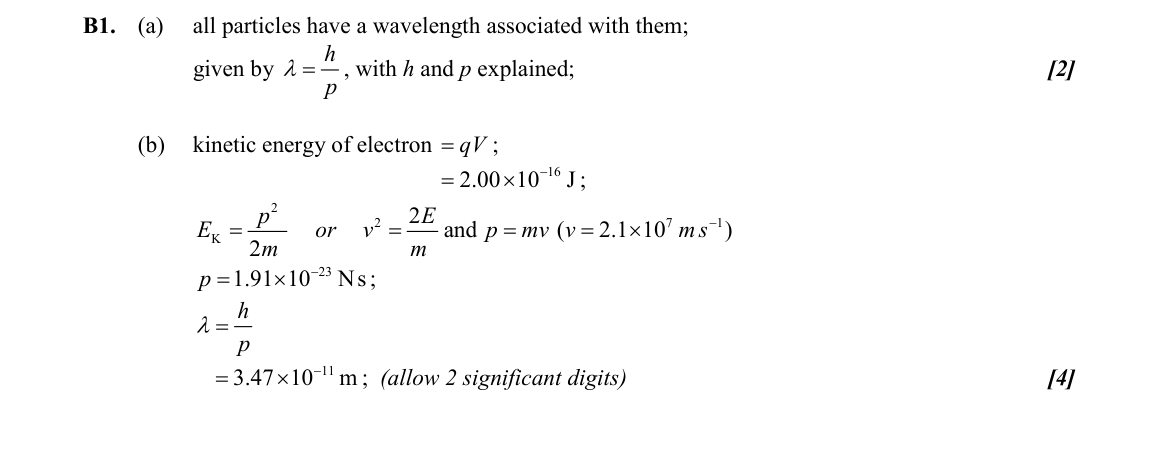 B1. (a) all particles have a wavelength associated with them;
given by λ = h/p, with h and p explained; [2]
(b) kinetic energy of electron = qV;
= 2.00×10⁻¹⁶ J;
E_K = p²/2m or v² = 2E/m and p = mv (v = 2.1×10⁷ ms⁻¹)
p = 1.91×10⁻²³ Ns;
λ = h/p
= 3.47×10⁻¹¹ m; (allow 2 significant digits) [4]